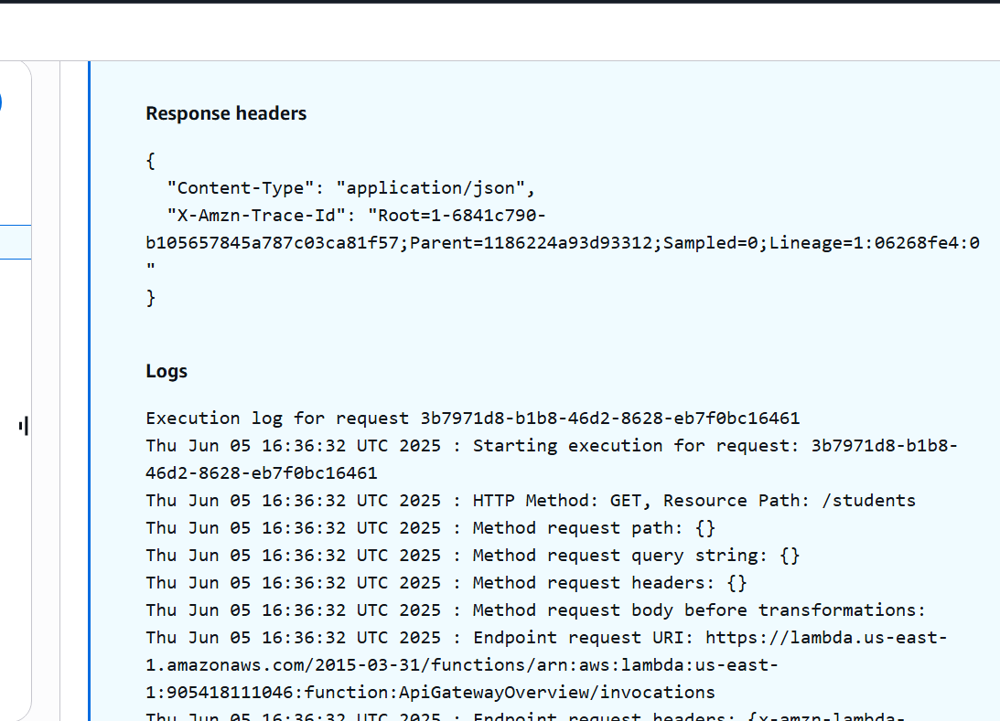 Response headers
{
  "Content-Type": "application/json",
  "X-Amzn-Trace-Id": "Root=1-6841c790-
b105657845a787c03ca81f57;Parent=1186224a93d93312;Sampled=0;Lineage=1:06268fe4:0
"
}
Logs
Execution log for request 3b7971d8-b1b8-46d2-8628-eb7f0bc16461
Thu Jun 05 16:36:32 UTC 2025 : Starting execution for request: 3b7971d8-b1b8-
46d2-8628-eb7f0bc16461
Thu Jun 05 16:36:32 UTC 2025 : HTTP Method: GET, Resource Path: /students
Thu Jun 05 16:36:32 UTC 2025 : Method request path: {}
Thu Jun 05 16:36:32 UTC 2025 : Method request query string: {}
Thu Jun 05 16:36:32 UTC 2025 : Method request headers: {}
Thu Jun 05 16:36:32 UTC 2025 : Method request body before transformations:
Thu Jun 05 16:36:32 UTC 2025 : Endpoint request URI: https://lambda.us-east-
1.amazonaws.com/2015-03-31/functions/arn:aws:lambda:us-east-
1:905418111046:function:ApiGatewayOverview/invocations
Thu Jun 05 16:36:32 UTC 2025 : Endpoint request headers: {x-amzn-lambda-